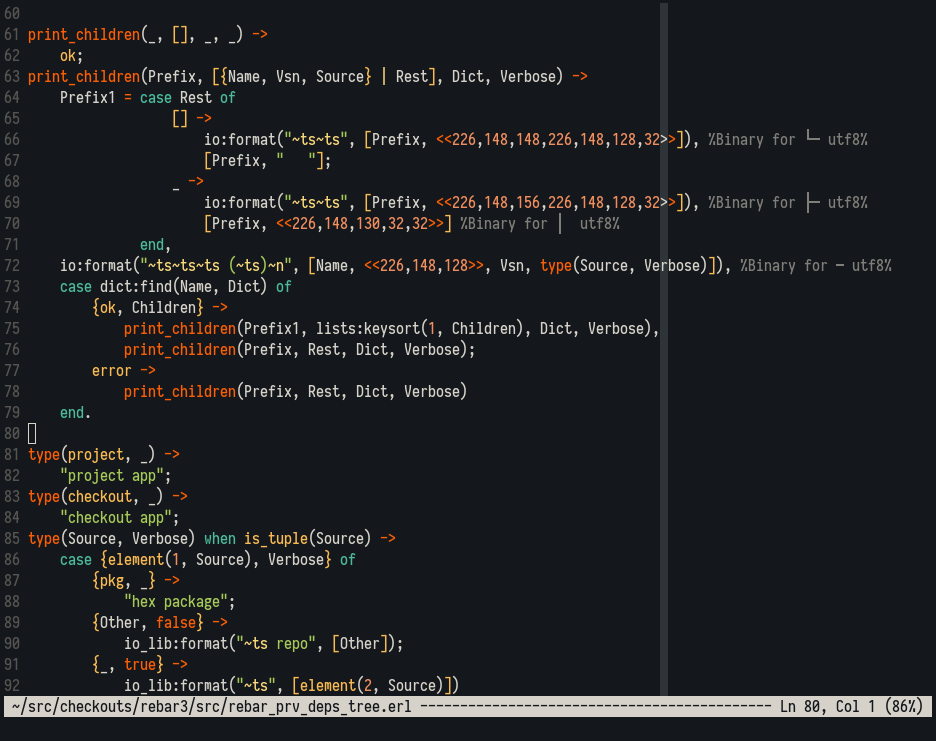 60
61 print_children(_, [], _, _) ->
62     ok;
63 print_children(Prefix, [{Name, Vsn, Source} | Rest], Dict, Verbose) ->
64     Prefix1 = case Rest of
65                   [] ->
66                       io:format("~ts~ts", [Prefix, <<226,148,148,226,148,128,32>>]), %Binary for └─ utf8%
67                       [Prefix, "   "];
68                   _ ->
69                       io:format("~ts~ts", [Prefix, <<226,148,156,226,148,128,32>>]), %Binary for ├─ utf8%
70                       [Prefix, <<226,148,130,32,32>>] %Binary for │  utf8%
71               end,
72     io:format("~ts~ts~ts (~ts)~n", [Name, <<226,148,128>>, Vsn, type(Source, Verbose)]), %Binary for ─ utf8%
73     case dict:find(Name, Dict) of
74         {ok, Children} ->
75             print_children(Prefix1, lists:keysort(1, Children), Dict, Verbose),
76             print_children(Prefix, Rest, Dict, Verbose);
77         error ->
78             print_children(Prefix, Rest, Dict, Verbose)
79     end.
80
81 type(project, _) ->
82     "project app";
83 type(checkout, _) ->
84     "checkout app";
85 type(Source, Verbose) when is_tuple(Source) ->
86     case {element(1, Source), Verbose} of
87         {pkg, _} ->
88             "hex package";
89         {Other, false} ->
90             io_lib:format("~ts repo", [Other]);
91         {_, true} ->
92             io_lib:format("~ts", [element(2, Source)])
~/src/checkouts/rebar3/src/rebar_prv_deps_tree.erl -------------------------------------------- Ln 80, Col 1 (86%)